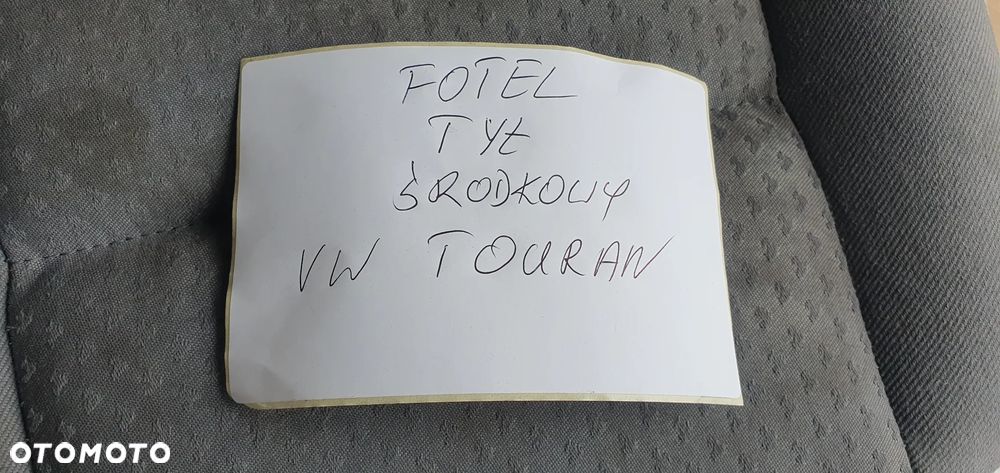 FOTEL
TYŁ
ŚRODKOWY
VW TOURAN
OTOMOTO